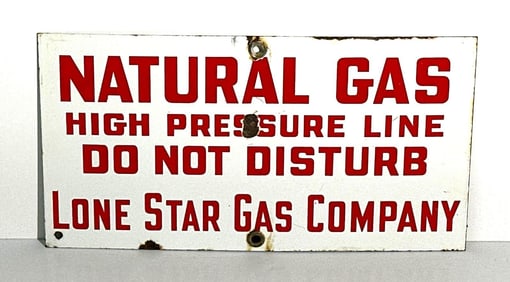 NATURAL GAS
HIGH PRESSURE LINE
DO NOT DISTURB
LONE STAR GAS COMPANY